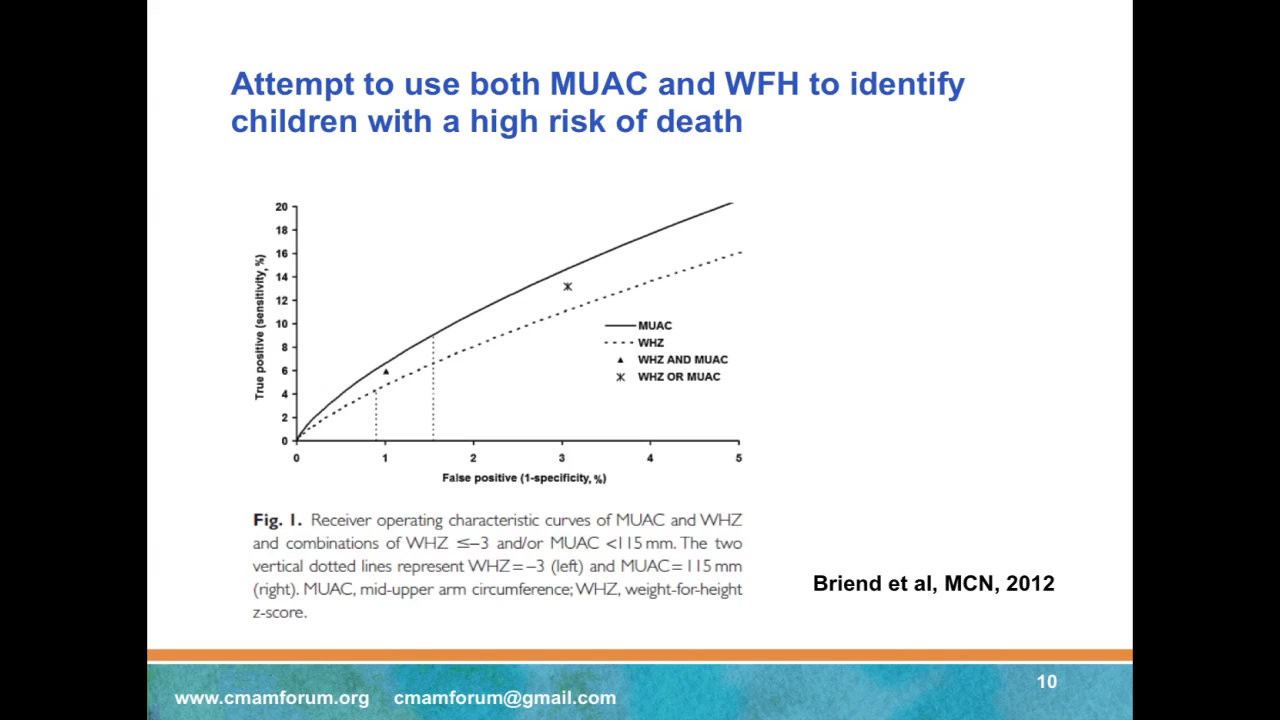 Attempt to use both MUAC and WFH to identify
children with a high risk of death
True positive (sensitivity,%)
20
18
16
14
12
10
8
6
4
2
0
0 1 2 3 4 5
False positive (1-specificity, %)
MUAC
WHZ
WHZ AND MUAC
WHZ OR MUAC
Fig. 1. Receiver operating characteristic curves of MUAC and WHZ
and combinations of WHZ ≤−3 and/or MUAC <115 mm. The two
vertical dotted lines represent WHZ = −3 (left) and MUAC = 115 mm
(right). MUAC, mid-upper arm circumference; WHZ, weight-for-height
z-score.
Briend et al, MCN, 2012
10
www.cmamforum.org cmamforum@gmail.com